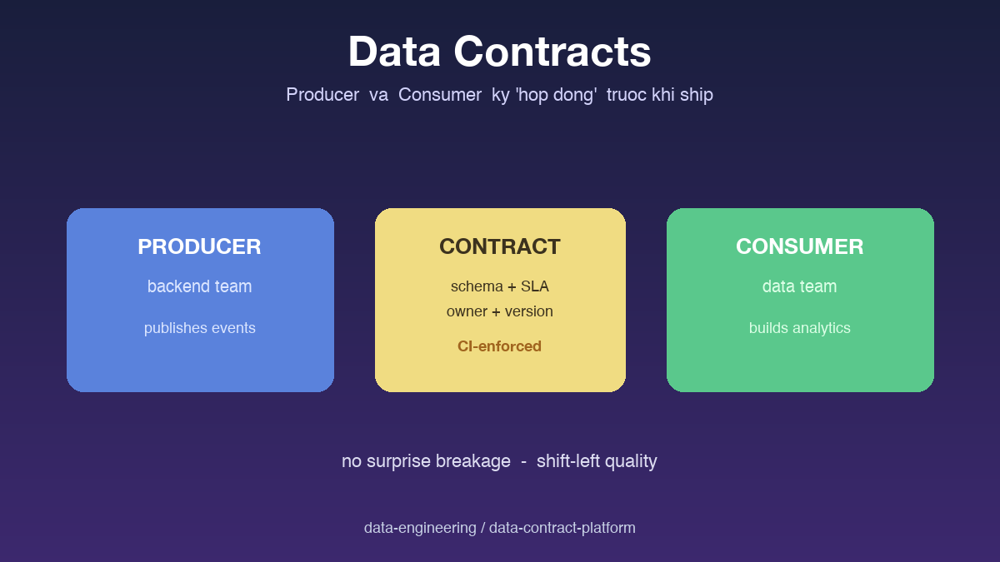 Data Contracts
Producer va Consumer ky 'hop dong' truoc khi ship
PRODUCER
backend team
publishes events
CONTRACT
schema + SLA
owner + version
CI-enforced
CONSUMER
data team
builds analytics
no surprise breakage - shift-left quality
data-engineering / data-contract-platform